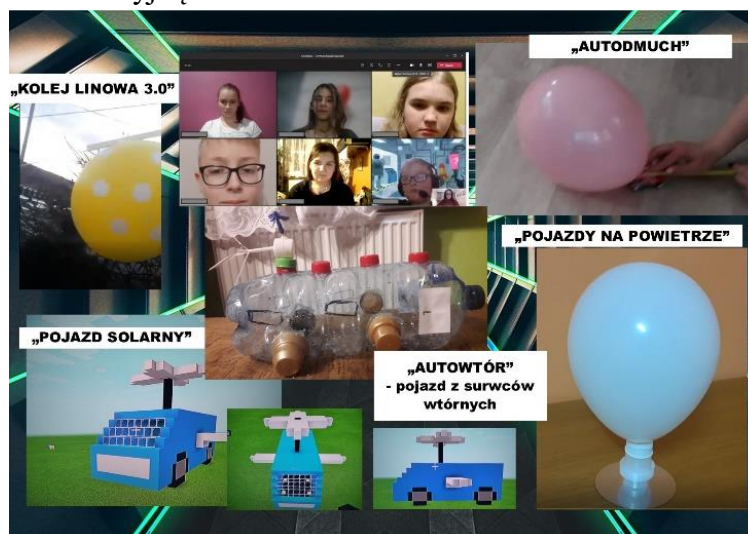 „AUTODMUCH”
„KOLEJ LINOWA 3.0”
„POJAZDY NA POWIETRZE”
„POJAZD SOLARNY”
„AUTOWTÓR”
- pojazd z surwców
wtórnych